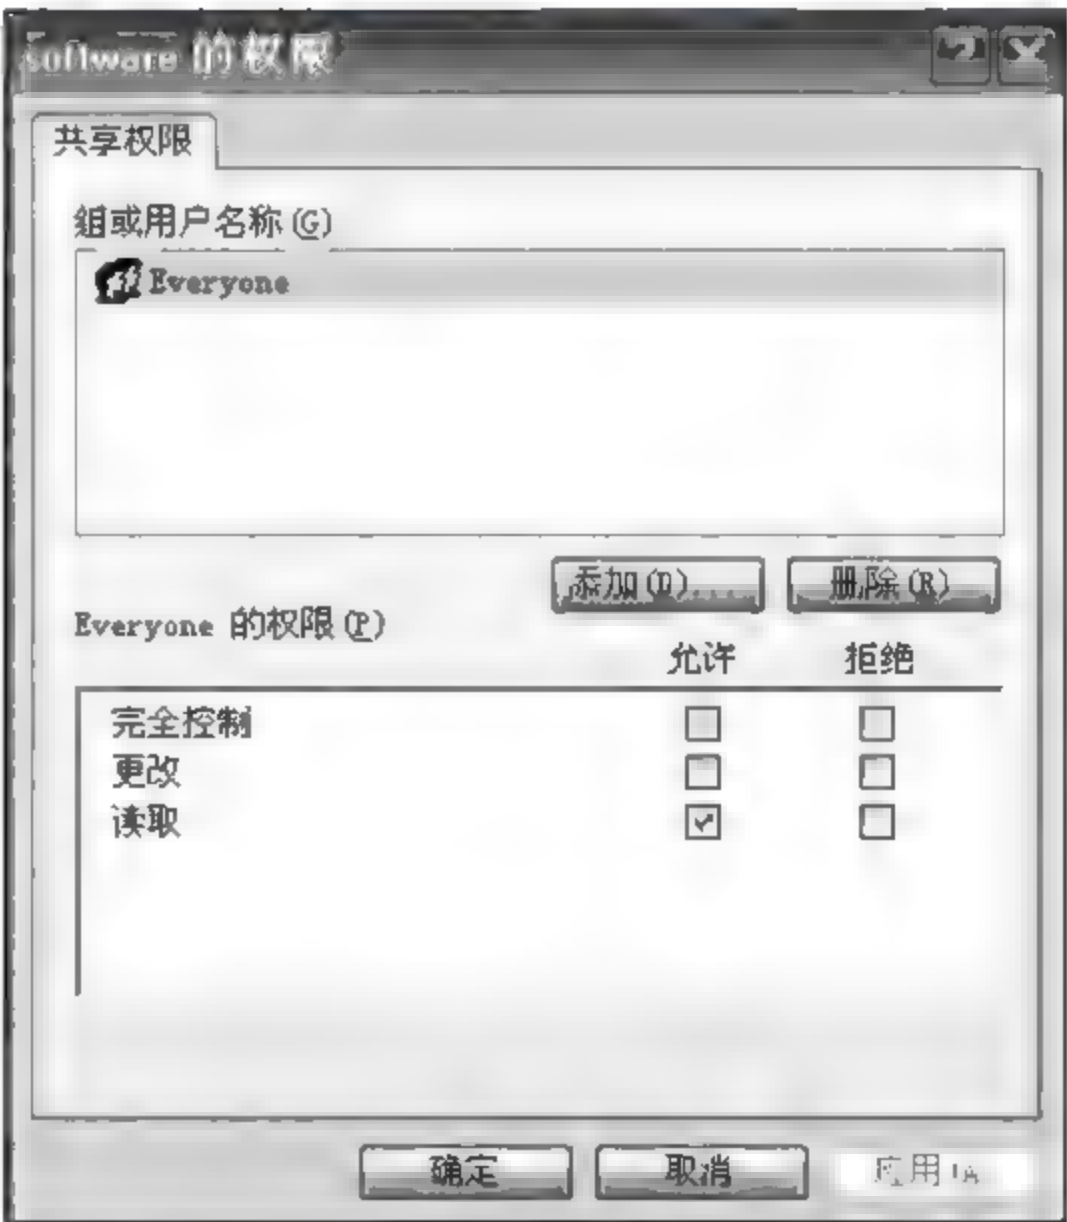 software 的权限
共享权限
组或用户名称(G)
Everyone
添加(D)...
删除(R)
Everyone 的权限(P)
允许 拒绝
完全控制
更改
读取
确定 取消 应用(A